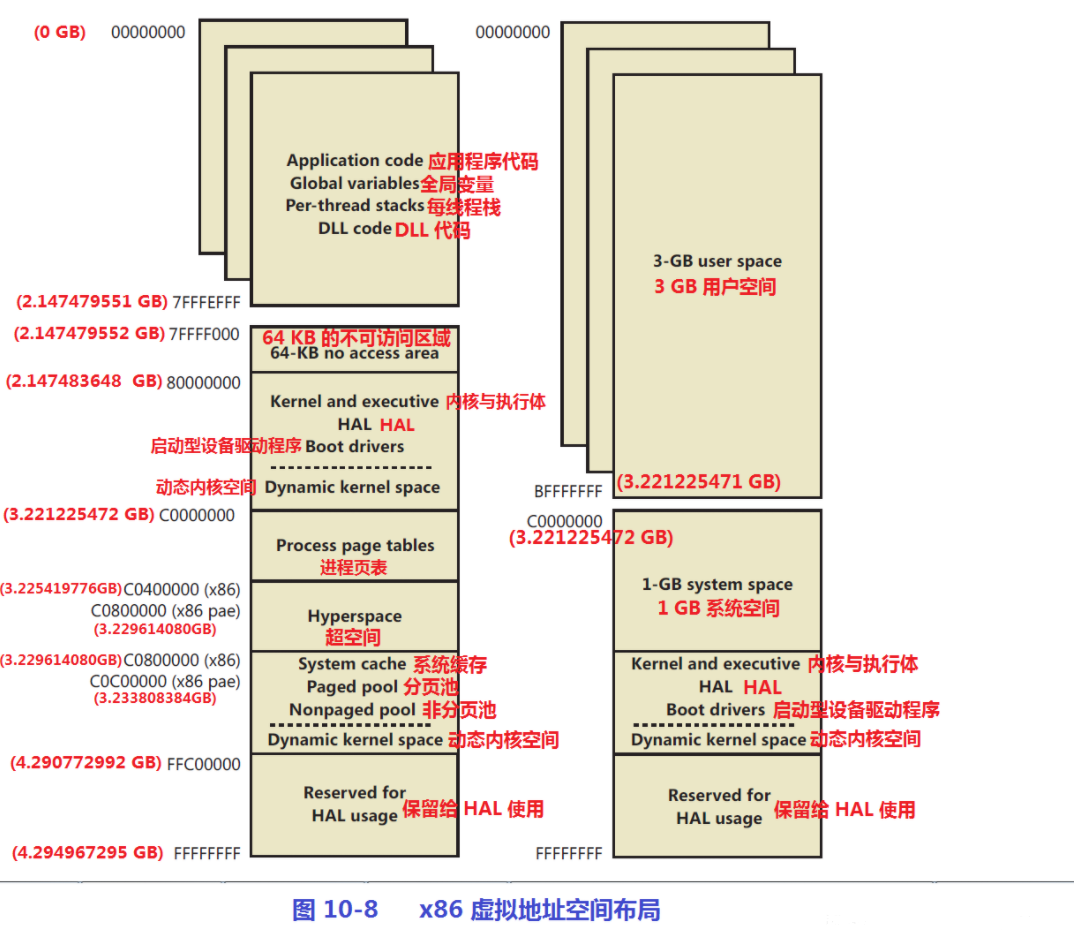 (0 GB) 00000000
Application code 应用程序代码
Global variables 全局变量
Per-thread stacks 每线程栈
DLL code DLL 代码
(2.147479551 GB) 7FFFEFFF
(2.147479552 GB) 7FFFF000
64 KB 的不可访问区域
64-KB no access area
(2.147483648 GB) 80000000
Kernel and executive 内核与执行体
HAL HAL
启动型设备驱动程序 Boot drivers
动态内核空间 Dynamic kernel space
(3.221225472 GB) C0000000
Process page tables
进程页表
(3.225419776GB) C0400000 (x86)
C0800000 (x86 pae)
(3.229614080GB)
Hyperspace
超空间
(3.229614080GB) C0800000 (x86)
C0C00000 (x86 pae)
(3.233808384GB)
System cache 系统缓存
Paged pool 分页池
Nonpaged pool 非分页池
Dynamic kernel space 动态内核空间
(4.290772992 GB) FFC00000
Reserved for
HAL usage 保留给 HAL 使用
(4.294967295 GB) FFFFFFFF
00000000
3-GB user space
3 GB 用户空间
BFFFFFFF (3.221225471 GB)
C0000000
(3.221225472 GB)
1-GB system space
1 GB 系统空间
Kernel and executive 内核与执行体
HAL HAL
Boot drivers 启动型设备驱动程序
Dynamic kernel space 动态内核空间
Reserved for
HAL usage 保留给 HAL 使用
FFFFFFFF
图 10-8 x86 虚拟地址空间布局